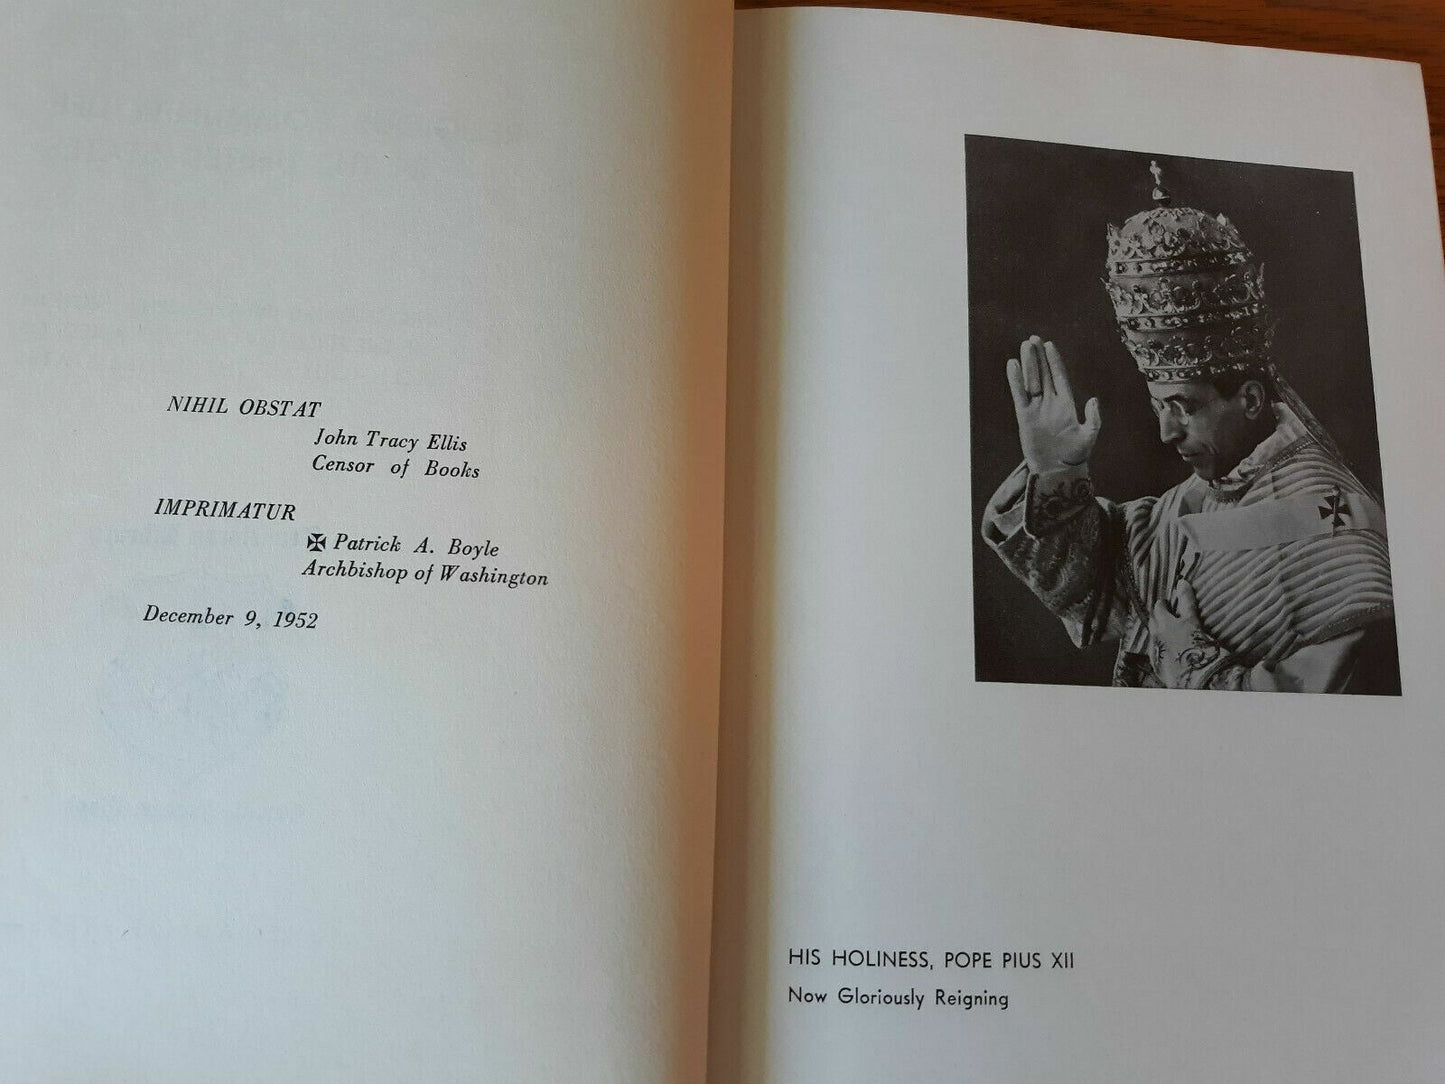 NIHIL OBSTAT
John Tracy Ellis
Censor of Books
IMPRIMATUR
✠ Patrick A. Boyle
Archbishop of Washington
December 9, 1952
HIS HOLINESS, POPE PIUS XII
Now Gloriously Reigning